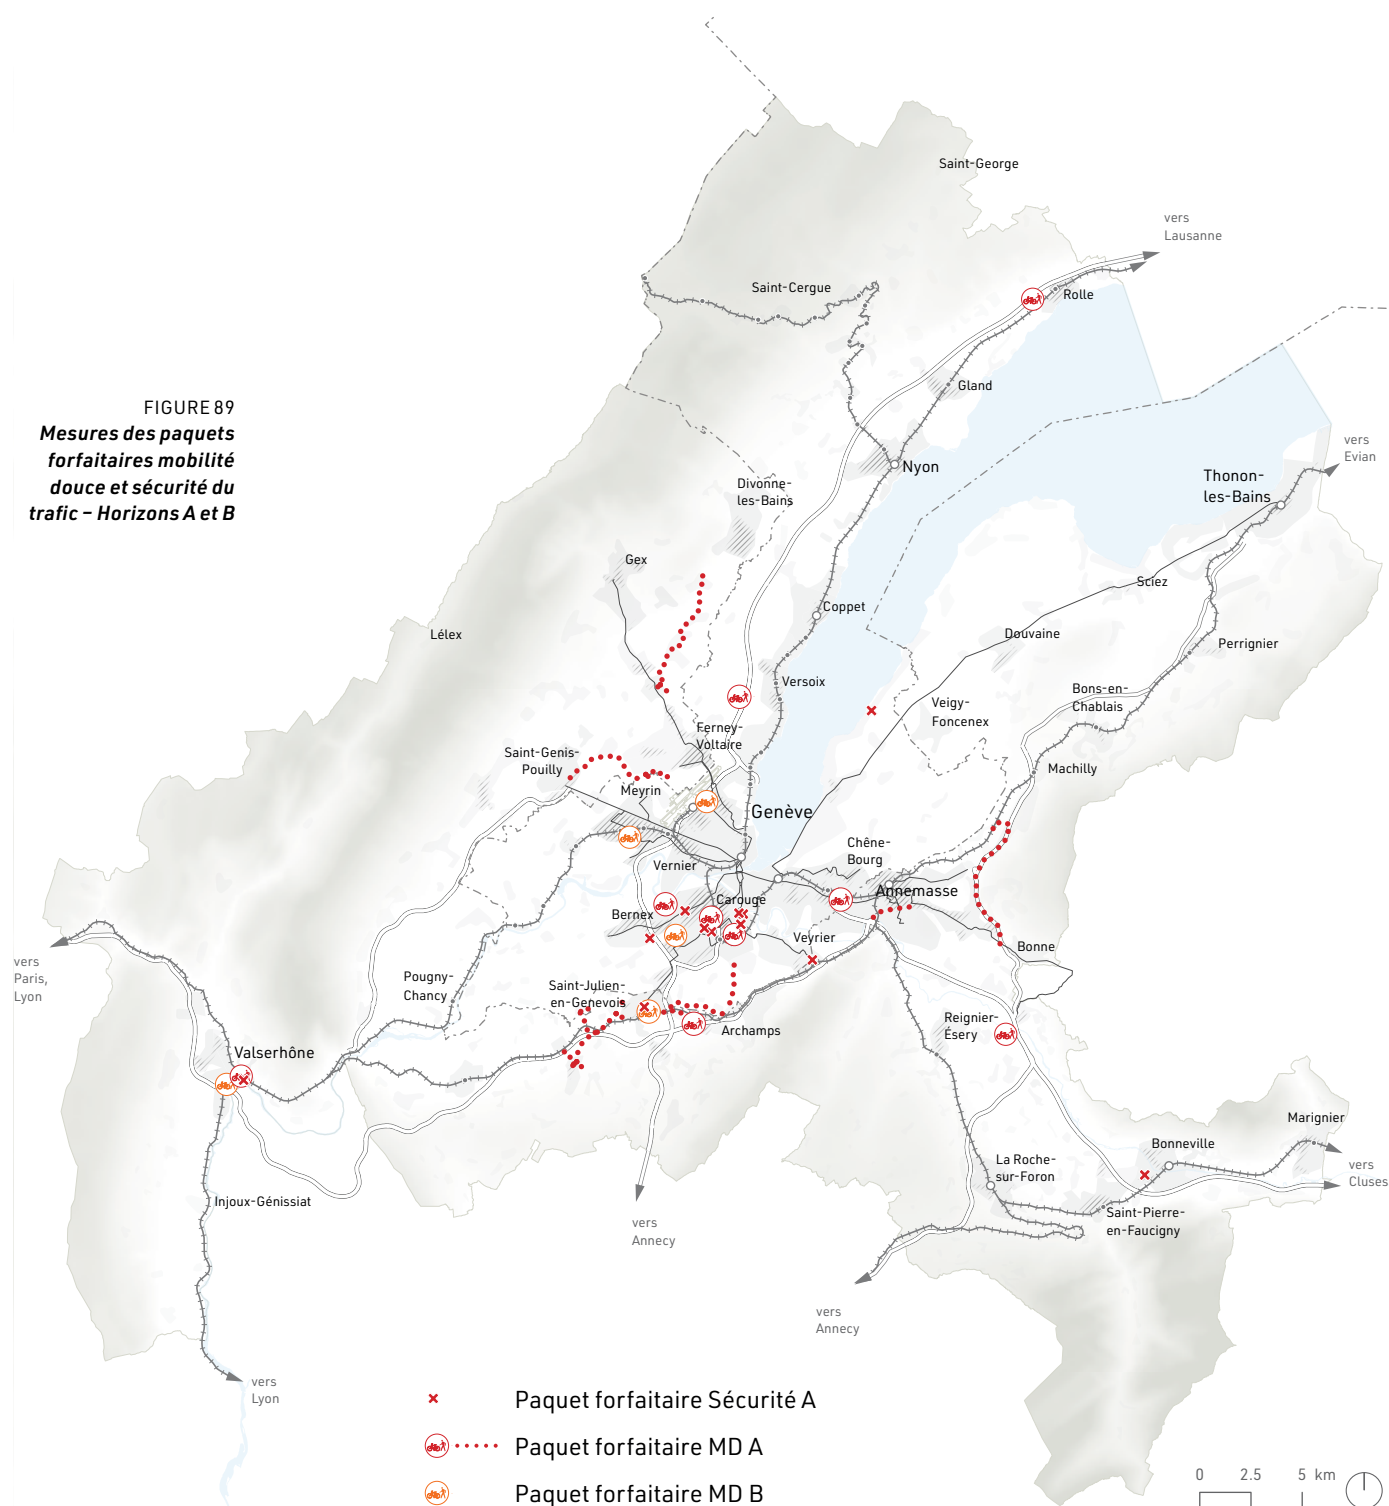 FIGURE 89
Mesures des paquets
forfaitaires mobilité
douce et sécurité du
trafic – Horizons A et B
Saint-George
vers
Lausanne
Saint-Cergue
Rolle
Gland
Nyon
vers
Evian
Thonon-
les-Bains
Divonne-
les-Bains
Gex
Sciez
Coppet
Lélex
Douvaine
Perrignier
Versoix
Bons-en-
Chablais
Veigy-
Foncenex
Ferney-
Voltaire
Saint-Genis-
Pouilly
Machilly
Meyrin
Genève
Chêne-
Bourg
Vernier
Annemasse
Carouge
Bernex
Veyrier
Bonne
vers
Paris,
Lyon
Pougny-
Chancy
Saint-Julien-
en-Genevois
Archamps
Reignier-
Ésery
Valserhône
Marignier
Bonneville
La Roche-
sur-Foron
vers
Cluses
Injoux-Génissiat
Saint-Pierre-
en-Faucigny
vers
Annecy
vers
Annecy
vers
Lyon
Paquet forfaitaire Sécurité A
Paquet forfaitaire MD A
Paquet forfaitaire MD B
0 2.5 5 km